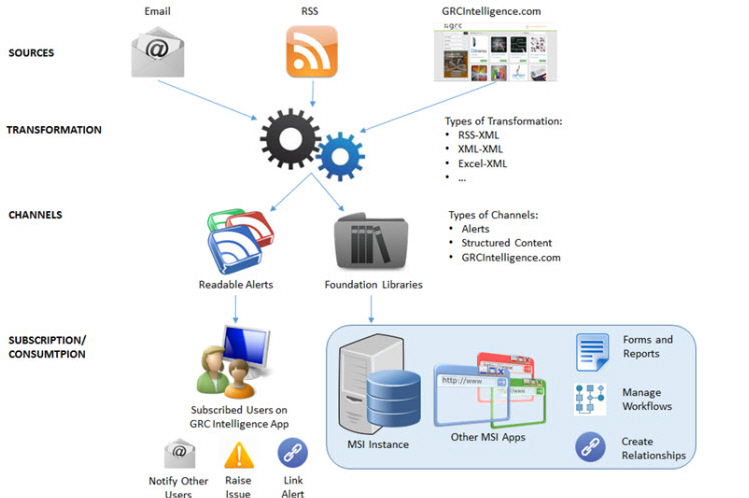 Email
RSS
GRCIntelligence.com
grc
SOURCES
TRANSFORMATION
Types of Transformation:
• RSS-XML
• XML-XML
• Excel-XML
• ...
CHANNELS
Types of Channels:
• Alerts
• Structured Content
• GRCIntelligence.com
Readable Alerts
Foundation Libraries
SUBSCRIPTION/
CONSUMTPION
Forms and
Reports
http://www
Manage
Workflows
Subscribed Users on
GRC Intelligence App
MSI Instance
Other MSI Apps
Create
Relationships
Notify Other
Users
Raise
Issue
Link
Alert